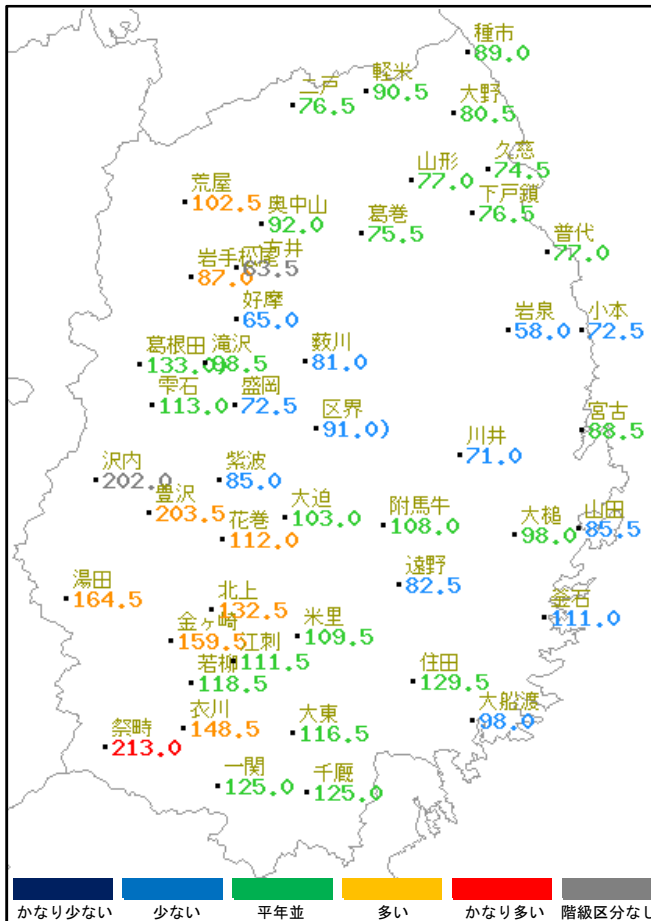 種市
89.0
軽米
90.5
二戸
76.5
大野
80.5
久慈
74.5
山形
77.0
荒屋
102.5
下戸鎖
76.5
奥中山
92.0
葛巻
75.5
普代
77.0
一方井
63.5
岩手松尾
87.0
好摩
65.0
岩泉
58.0
小本
72.5
葛根田
133.0)
滝沢
98.5
薮川
81.0
雫石
113.0
盛岡
72.5
区界
91.0)
宮古
88.5
川井
71.0
沢内
202.0
紫波
85.0
豊沢
203.5
大迫
103.0
附馬牛
108.0
花巻
112.0
大槌
98.0
山田
85.5
遠野
82.5
湯田
164.5
北上
132.5
釜石
111.0
金ヶ崎
159.5
米里
109.5
江刺
111.5
若柳
118.5
住田
129.5
大船渡
98.0
衣川
148.5
大東
116.5
祭畤
213.0
一関
125.0
千厩
125.0
かなり少ない 少ない 平年並 多い かなり多い 階級区分なし